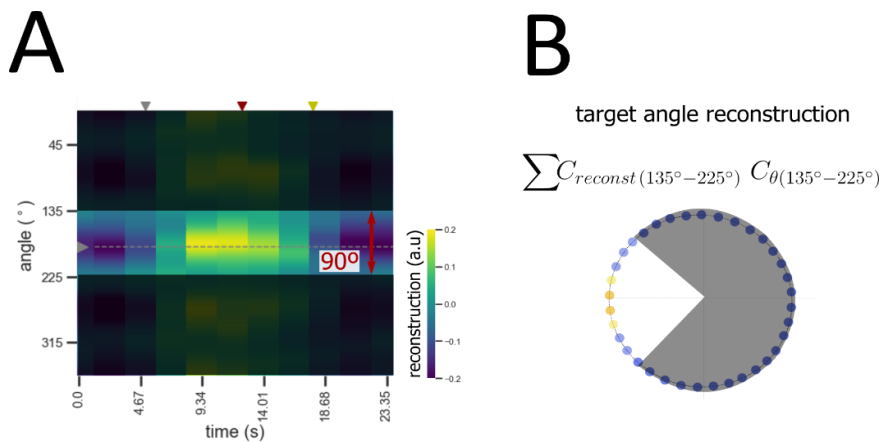 A
45
135
225
315
angle (°)
90º
0.0
4.67
9.34
14.01
18.68
23.35
time (s)
0.2
0.1
0.0
−0.1
−0.2
reconstruction (a.u)
B
target angle reconstruction
∑C_reconst(135°−225°) C_θ(135°−225°)